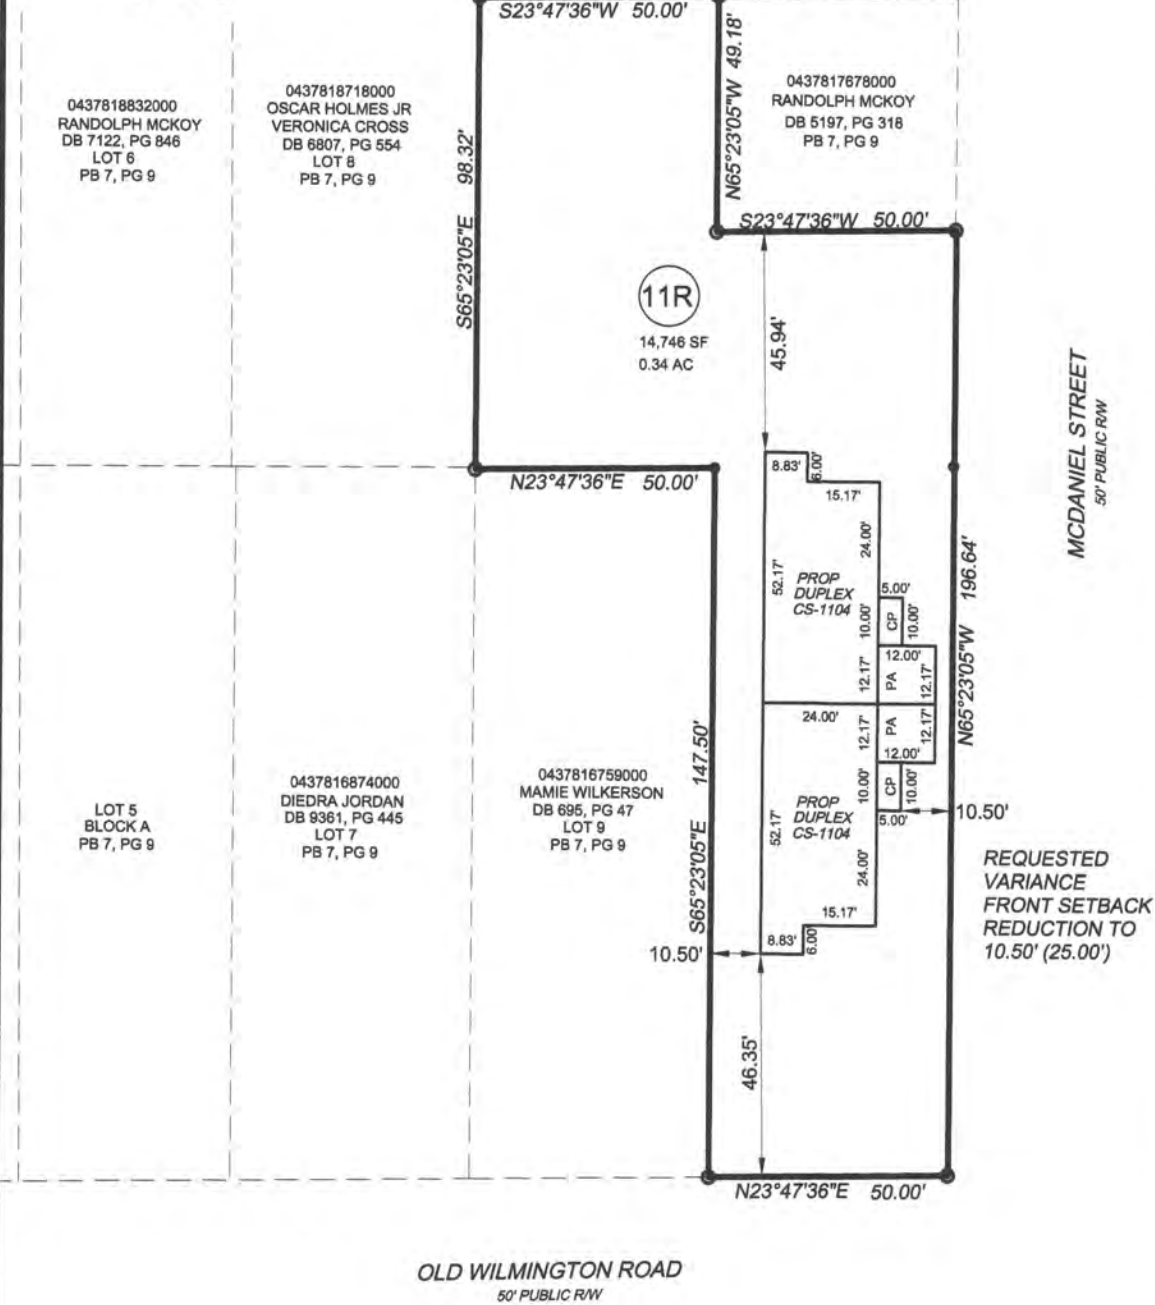 S23°47'36"W 50.00'
N65°23'05"W 49.18'
0437818832000
RANDOLPH MCKOY
DB 7122, PG 846
LOT 6
PB 7, PG 9
0437818718000
OSCAR HOLMES JR
VERONICA CROSS
DB 6807, PG 554
LOT 8
PB 7, PG 9
S65°23'05"E 98.32'
0437817678000
RANDOLPH MCKOY
DB 5197, PG 318
PB 7, PG 9
S23°47'36"W 50.00'
11R
14,746 SF
0.34 AC
45.94'
MCDANIEL STREET
50' PUBLIC R/W
N23°47'36"E 50.00'
8.83'
6.00'
15.17'
24.00'
52.17'
PROP
DUPLEX
CS-1104
5.00'
10.00'
CP
10.00'
12.00'
12.17'
PA
12.17'
N65°23'05"W 196.64'
24.00'
12.17'
PA
12.17'
12.00'
10.00'
CP
10.00'
5.00'
52.17'
PROP
DUPLEX
CS-1104
24.00'
15.17'
8.83'
6.00'
10.50'
REQUESTED
VARIANCE
FRONT SETBACK
REDUCTION TO
10.50' (25.00')
LOT 5
BLOCK A
PB 7, PG 9
0437816874000
DIEDRA JORDAN
DB 9361, PG 445
LOT 7
PB 7, PG 9
0437816759000
MAMIE WILKERSON
DB 695, PG 47
LOT 9
PB 7, PG 9
S65°23'05"E 147.50'
10.50'
46.35'
N23°47'36"E 50.00'
OLD WILMINGTON ROAD
50' PUBLIC R/W